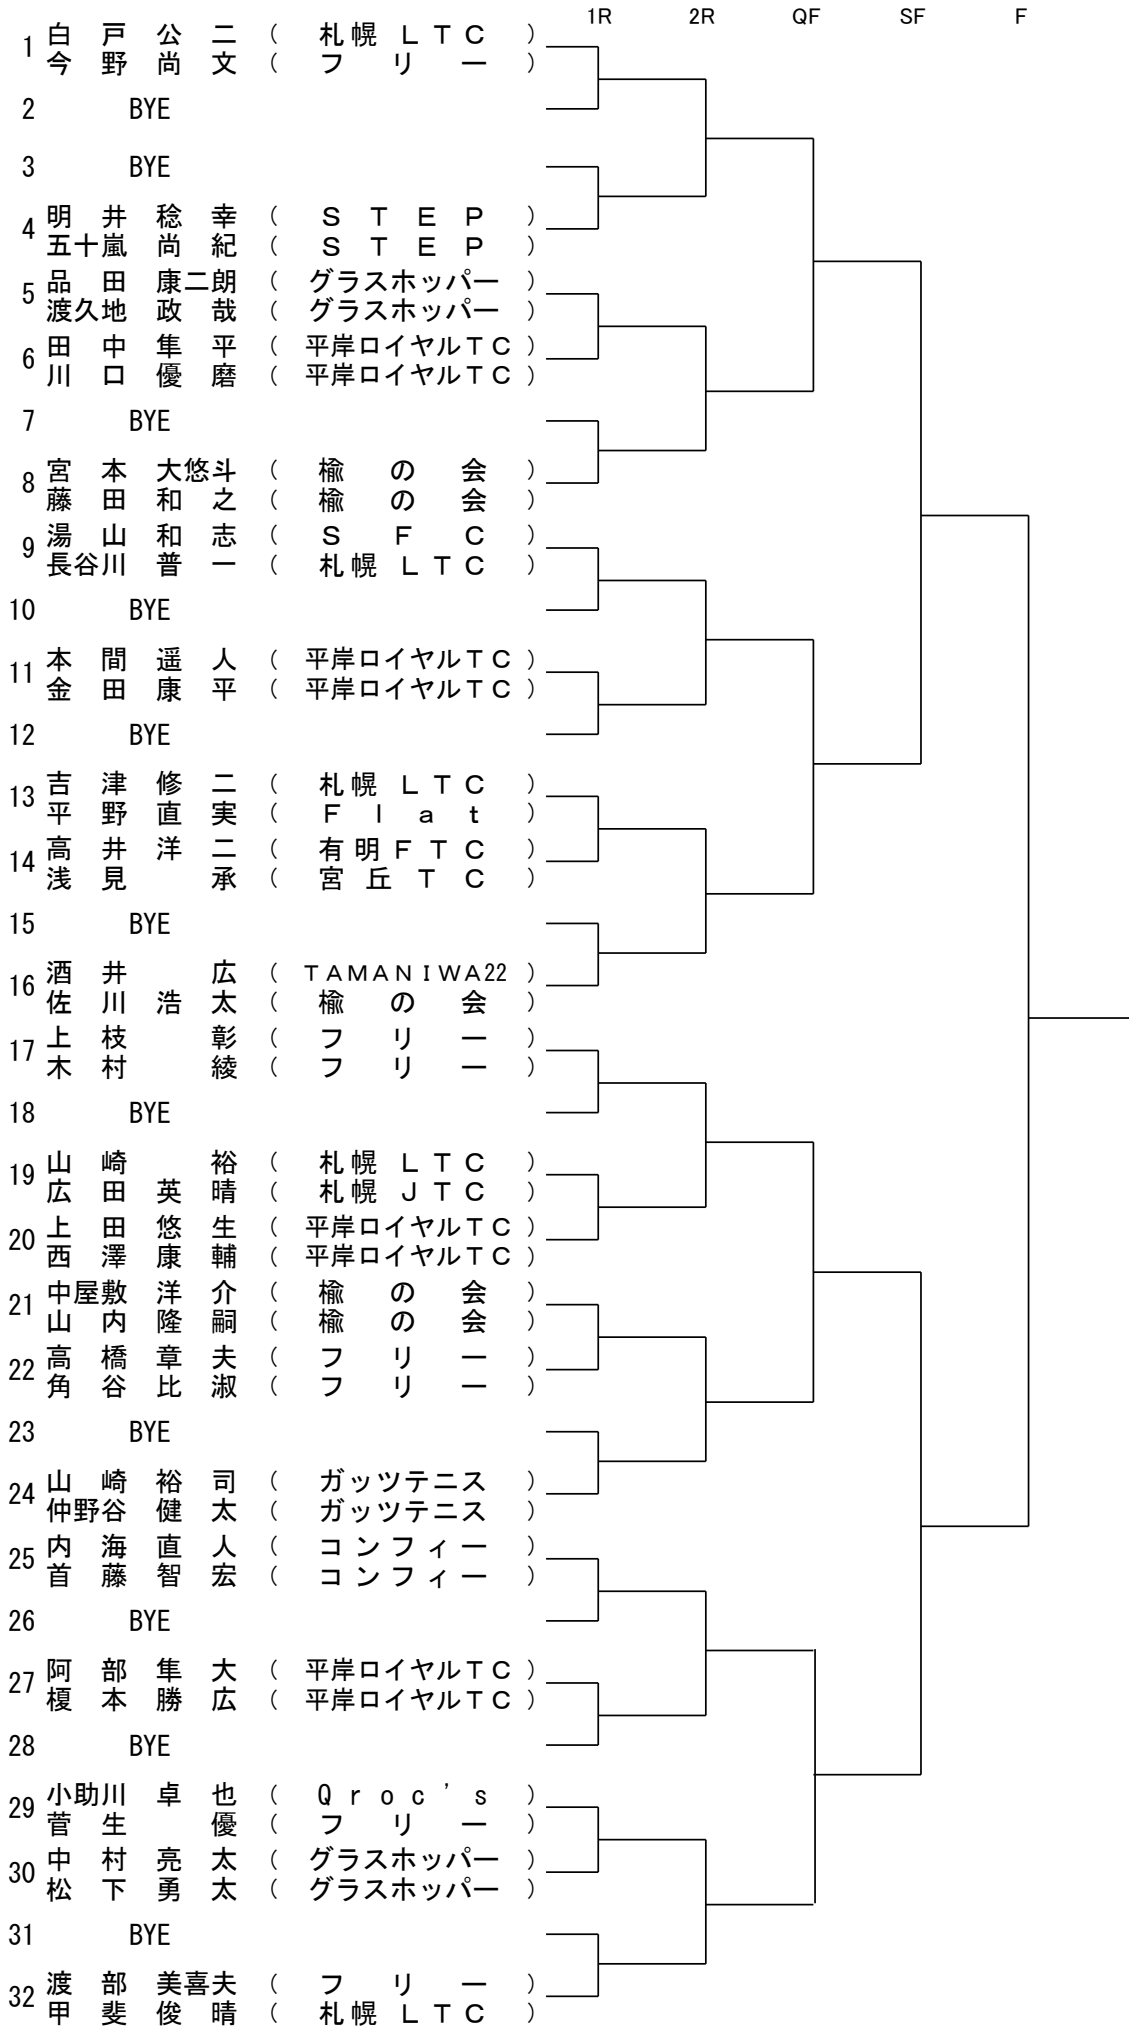 1R 2R QF SF F
1 白戸公二 ( 札幌LTC )
今野尚文 ( フリー )
2 BYE
3 BYE
4 明井稔幸 ( STEP )
五十嵐尚紀 ( STEP )
5 品田康二朗 ( グラスホッパー )
渡久地政哉 ( グラスホッパー )
6 田中隼平 ( 平岸ロイヤルTC )
川口優磨 ( 平岸ロイヤルTC )
7 BYE
8 宮本大悠斗 ( 楡の会 )
藤田和之 ( 楡の会 )
9 湯山和志 ( SFC )
長谷川普一 ( 札幌LTC )
10 BYE
11 本間遥人 ( 平岸ロイヤルTC )
金田康平 ( 平岸ロイヤルTC )
12 BYE
13 吉津修二 ( 札幌LTC )
平野直実 ( Flat )
14 高井洋二 ( 有明FTC )
浅見承 ( 宮丘TC )
15 BYE
16 酒井広 ( TAMANIWA22 )
佐川浩太 ( 楡の会 )
17 上枝彰 ( フリー )
木村綾 ( フリー )
18 BYE
19 山崎裕 ( 札幌LTC )
広田英晴 ( 札幌JTC )
20 上田悠生 ( 平岸ロイヤルTC )
西澤康輔 ( 平岸ロイヤルTC )
21 中屋敷洋介 ( 楡の会 )
山内隆嗣 ( 楡の会 )
22 高橋章夫 ( フリー )
角谷比淑 ( フリー )
23 BYE
24 山崎裕司 ( ガッツテニス )
仲野谷健太 ( ガッツテニス )
25 内海直人 ( コンフィー )
首藤智宏 ( コンフィー )
26 BYE
27 阿部隼大 ( 平岸ロイヤルTC )
榎本勝広 ( 平岸ロイヤルTC )
28 BYE
29 小助川卓也 ( Qroc's )
菅生優 ( フリー )
30 中村亮太 ( グラスホッパー )
松下勇太 ( グラスホッパー )
31 BYE
32 渡部美喜夫 ( フリー )
甲斐俊晴 ( 札幌LTC )